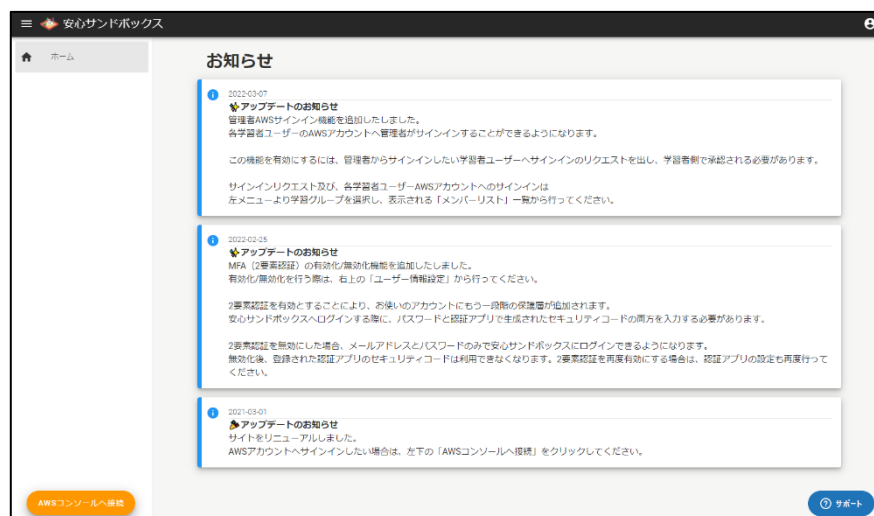 安心サンドボックス
ホーム
お知らせ
2022-03-07
アップデートのお知らせ
管理者AWSサインイン機能を追加したしました。
各学習者ユーザーのAWSアカウントへ管理者がサインインすることができるようになります。
この機能を有効にするには、管理者からサインインしたい学習者ユーザーへサインインのリクエストを出し、学習者側で承認される必要があります。
サインインリクエスト及び、各学習者ユーザーAWSアカウントへのサインインは
左メニューより学習グループを選択し、表示される「メンバーリスト」一覧から行ってください。
2022-02-25
アップデートのお知らせ
MFA（2要素認証）の有効化/無効化機能を追加したしました。
有効化/無効化を行う際は、右上の「ユーザー情報設定」から行ってください。
2要素認証を有効とすることにより、お使いのアカウントにもう一段階の保護層が追加されます。
安心サンドボックスへログインする際に、パスワードと認証アプリで生成されたセキュリティコードの両方を入力する必要があります。
2要素認証を無効にした場合、メールアドレスとパスワードのみで安心サンドボックスにログインできるようになります。
無効化後、登録された認証アプリのセキュリティコードは利用できなくなります。2要素認証を再度有効にする場合は、認証アプリの設定も再度行って
ください。
2021-03-01
アップデートのお知らせ
サイトをリニューアルしました。
AWSアカウントへサインインしたい場合は、左下の「AWSコンソールへ接続」をクリックしてください。
AWSコンソールへ接続
サポート